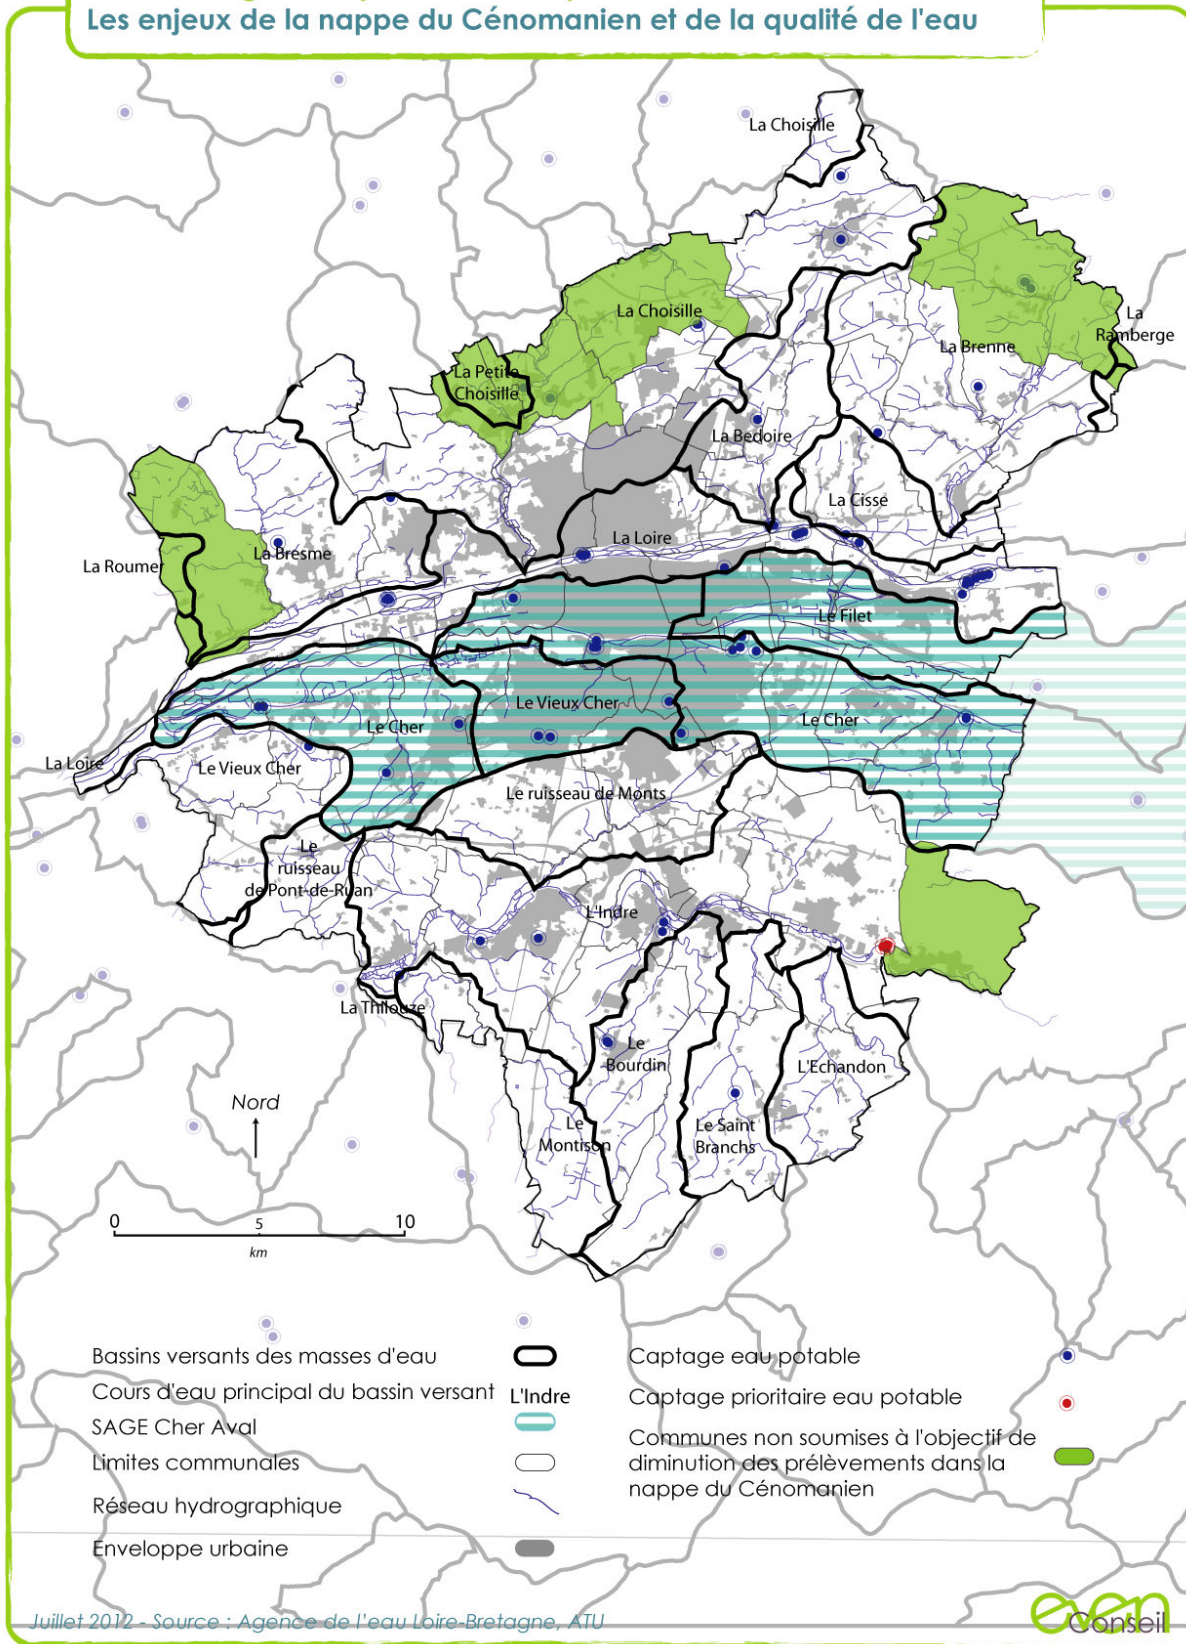 Les enjeux de la nappe du Cénomanien et de la qualité de l'eau
La Choisille
La Choisille
La
Ramberge
La Brenne
La Petite
Choisille
La Bédoire
La Cisse
La Loire
La Bresme
La Roumer
Le Filet
Le Vieux Cher
Le Cher
Le Cher
La Loire
Le Vieux Cher
Le ruisseau de Monts
Le
ruisseau
de Pont-de-Ruan
L'Indre
La Thilouze
Le
Bourdin
L'Echandon
Le
Montison
Le Saint
Branchs
Nord
0 5 10
km
Bassins versants des masses d'eau
Cours d'eau principal du bassin versant L'Indre
SAGE Cher Aval
Limites communales
Réseau hydrographique
Enveloppe urbaine
Captage eau potable
Captage prioritaire eau potable
Communes non soumises à l'objectif de
diminution des prélèvements dans la
nappe du Cénomanien
Juillet 2012 - Source : Agence de l'eau Loire-Bretagne, ATU
even
Conseil